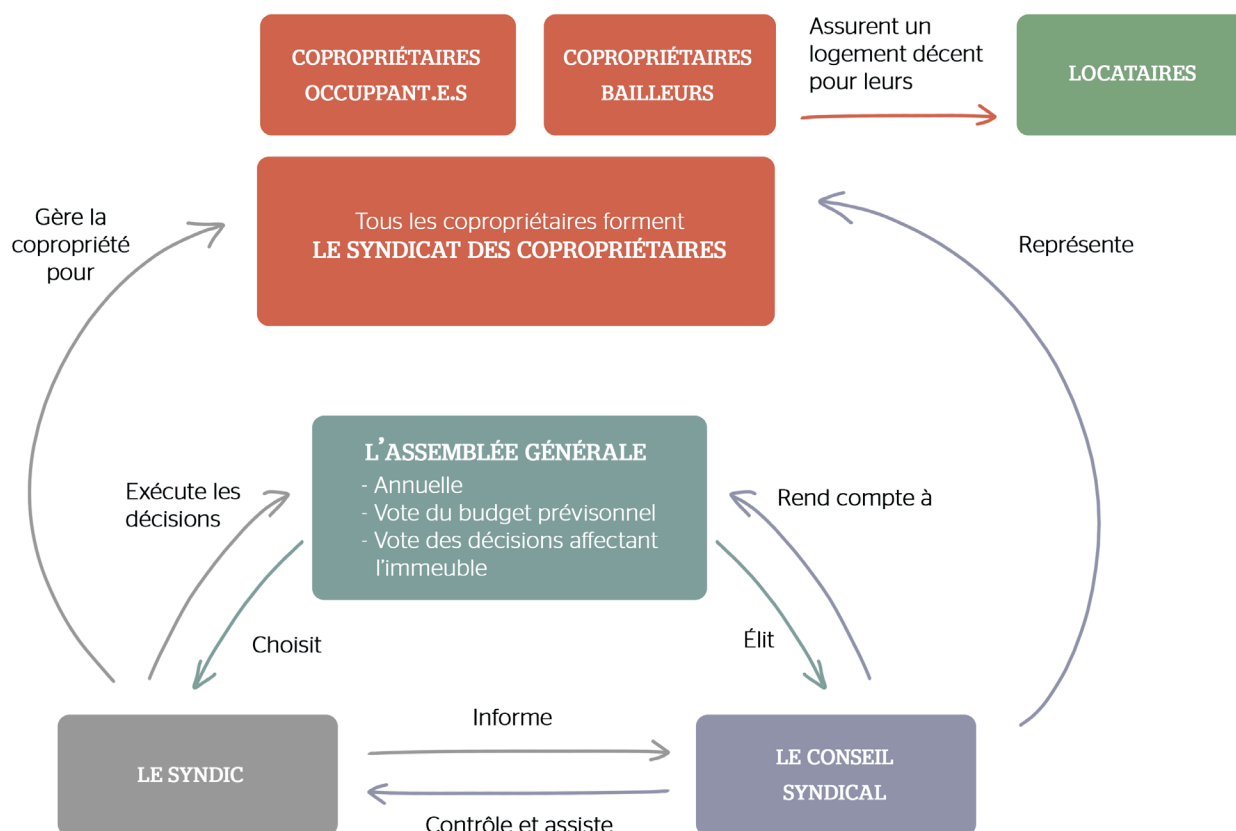 COPROPRIÉTAIRES
OCCUPPANT.E.S
COPROPRIÉTAIRES
BAILLEURS
Assurent un
logement décent
pour leurs
LOCATAIRES
Tous les copropriétaires forment
LE SYNDICAT DES COPROPRIÉTAIRES
Gère la
copropriété
pour
Représente
L'ASSEMBLÉE GÉNÉRALE
- Annuelle
- Vote du budget prévisonnel
- Vote des décisions affectant
l'immeuble
Exécute les
décisions
Rend compte à
Choisit
Élit
Informe
LE SYNDIC
LE CONSEIL
SYNDICAL
Contrôle et assiste